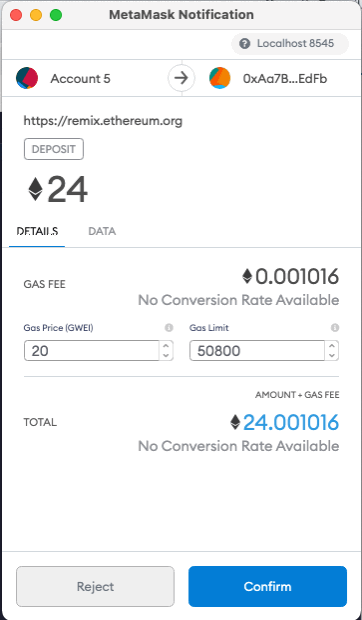 MetaMask Notification
Localhost 8545
Account 5
0xAa7B...EdFb
https://remix.ethereum.org
DEPOSIT
24
DETAILS
DATA
GAS FEE
0.001016
No Conversion Rate Available
Gas Price (GWEI)
Gas Limit
20
50800
AMOUNT + GAS FEE
TOTAL
24.001016
No Conversion Rate Available
Reject
Confirm